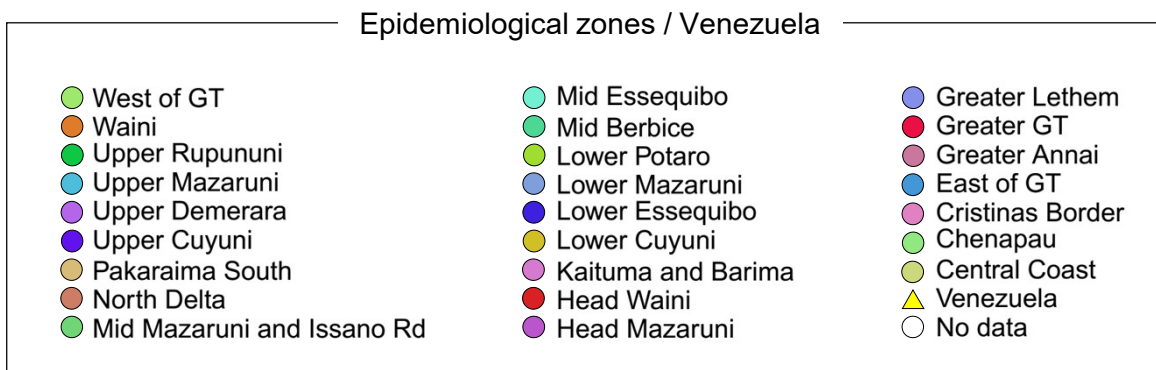 Epidemiological zones / Venezuela
West of GT
Waini
Upper Rupununi
Upper Mazaruni
Upper Demerara
Upper Cuyuni
Pakaraima South
North Delta
Mid Mazaruni and Issano Rd
Mid Essequibo
Mid Berbice
Lower Potaro
Lower Mazaruni
Lower Essequibo
Lower Cuyuni
Kaituma and Barima
Head Waini
Head Mazaruni
Greater Lethem
Greater GT
Greater Annai
East of GT
Cristinas Border
Chenapau
Central Coast
Venezuela
No data